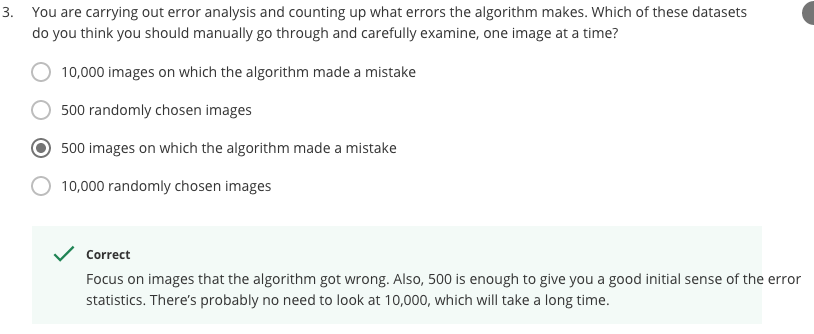 3. You are carrying out error analysis and counting up what errors the algorithm makes. Which of these datasets
do you think you should manually go through and carefully examine, one image at a time?
10,000 images on which the algorithm made a mistake
500 randomly chosen images
500 images on which the algorithm made a mistake
10,000 randomly chosen images
Correct
Focus on images that the algorithm got wrong. Also, 500 is enough to give you a good initial sense of the error
statistics. There’s probably no need to look at 10,000, which will take a long time.